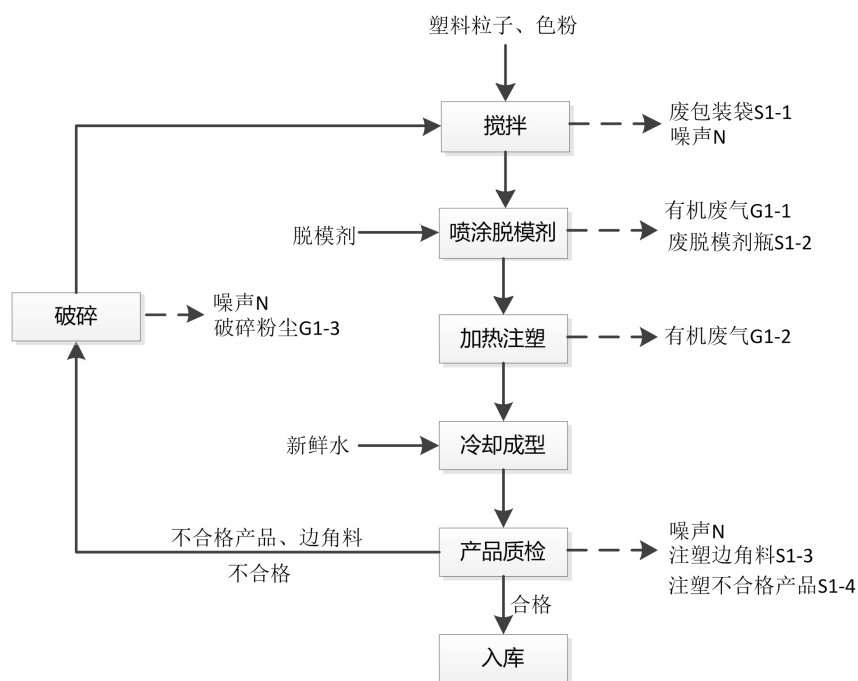 塑料粒子、色粉
搅拌
废包装袋S1-1
噪声N
脱模剂
喷涂脱模剂
有机废气G1-1
废脱模剂瓶S1-2
破碎
噪声N
破碎粉尘G1-3
加热注塑
有机废气G1-2
新鲜水
冷却成型
不合格产品、边角料
不合格
产品质检
噪声N
注塑边角料S1-3
注塑不合格产品S1-4
合格
入库